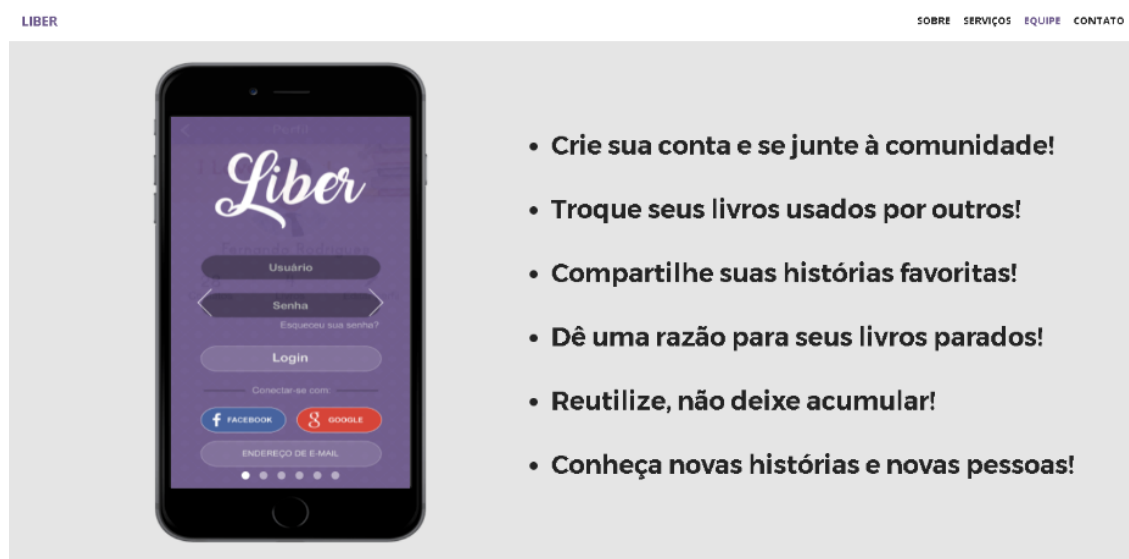 LIBER
SOBRE SERVIÇOS EQUIPE CONTATO
Perfil
Liber
Usuário
Senha
Esqueceu sua senha?
Login
Conectar-se com:
f FACEBOOK
g GOOGLE
ENDEREÇO DE E-MAIL
• Crie sua conta e se junte à comunidade!
• Troque seus livros usados por outros!
• Compartilhe suas histórias favoritas!
• Dê uma razão para seus livros parados!
• Reutilize, não deixe acumular!
• Conheça novas histórias e novas pessoas!